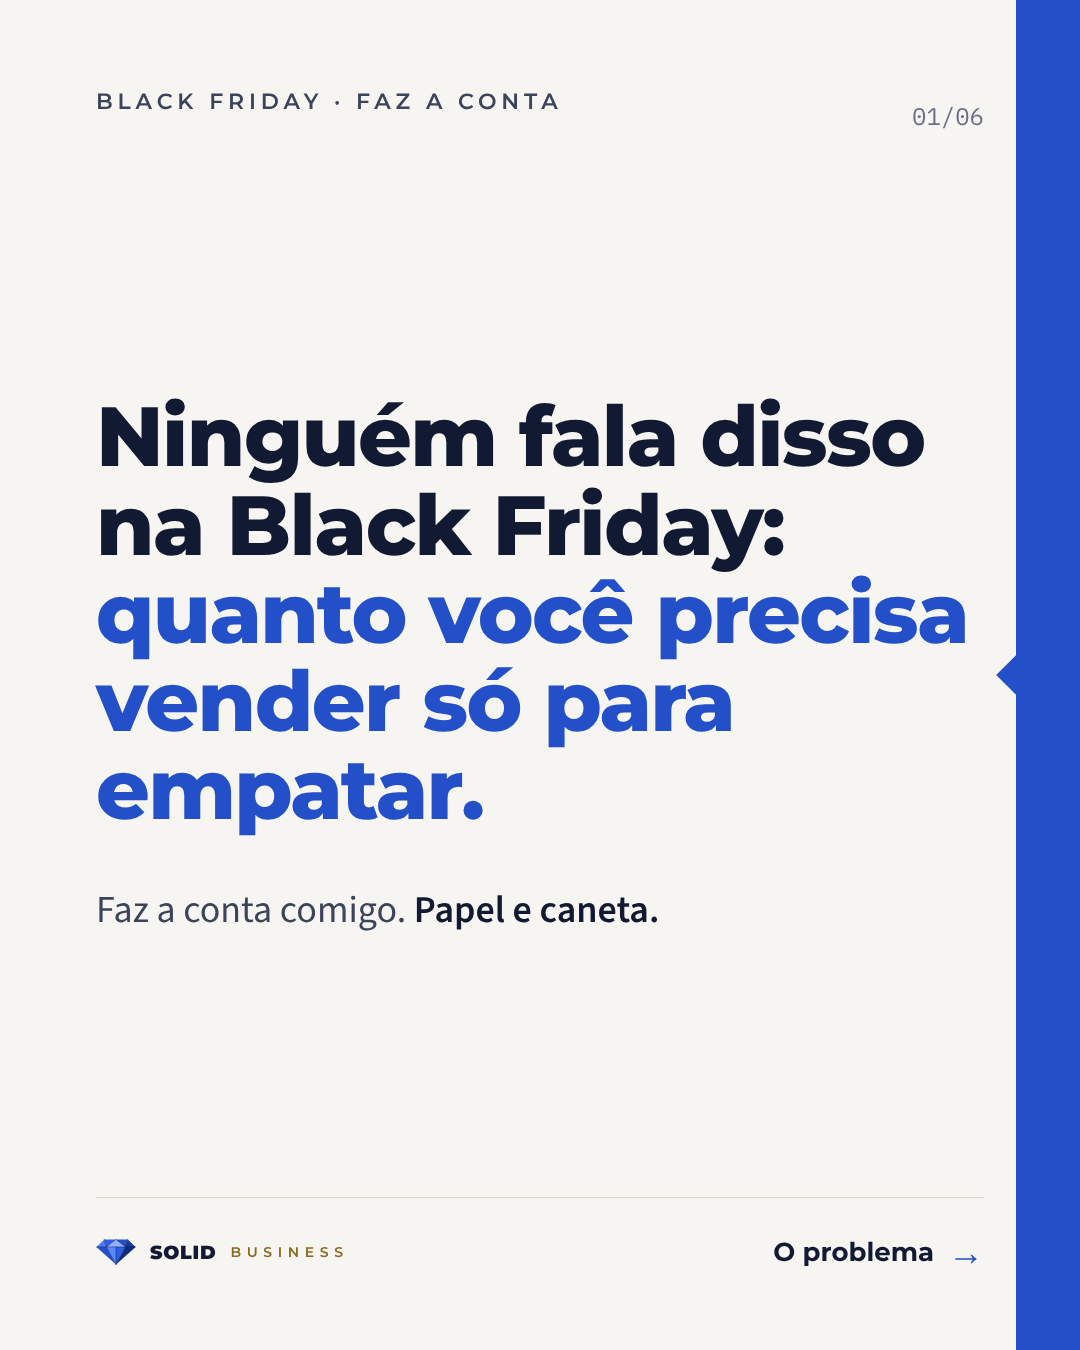 BLACK FRIDAY · FAZ A CONTA
01/06
Ninguém fala disso
na Black Friday:
quanto você precisa
vender só para
empatar.
Faz a conta comigo. Papel e caneta.
SOLID BUSINESS
O problema →